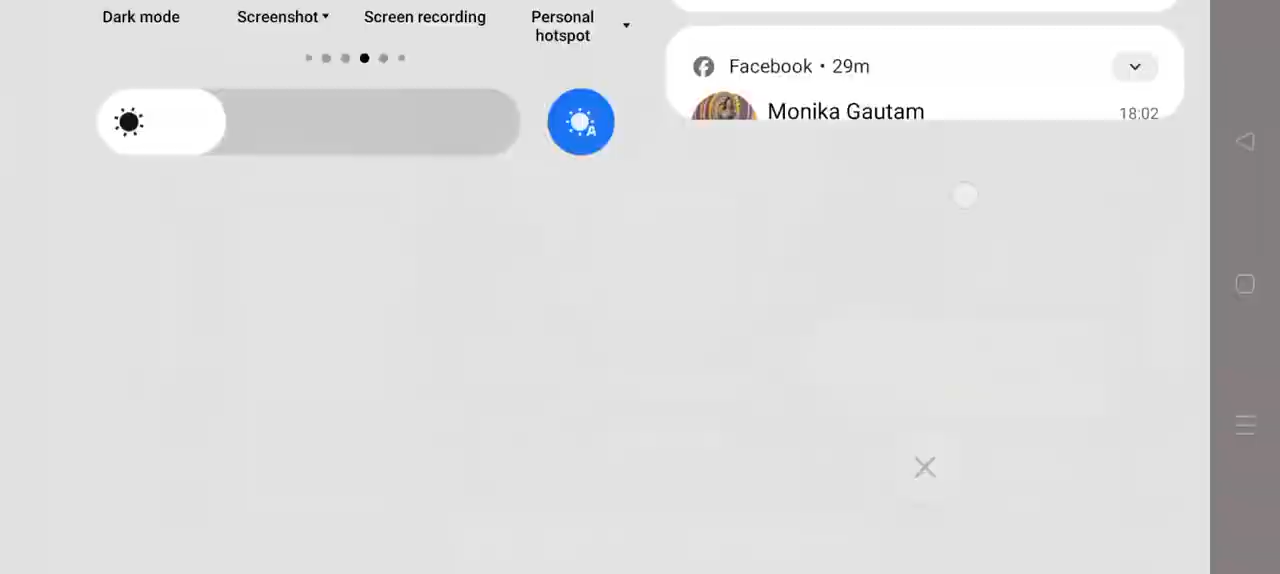 Dark mode
Screenshot
Screen recording
Personal
hotspot
Facebook • 29m
Monika Gautam
18:02